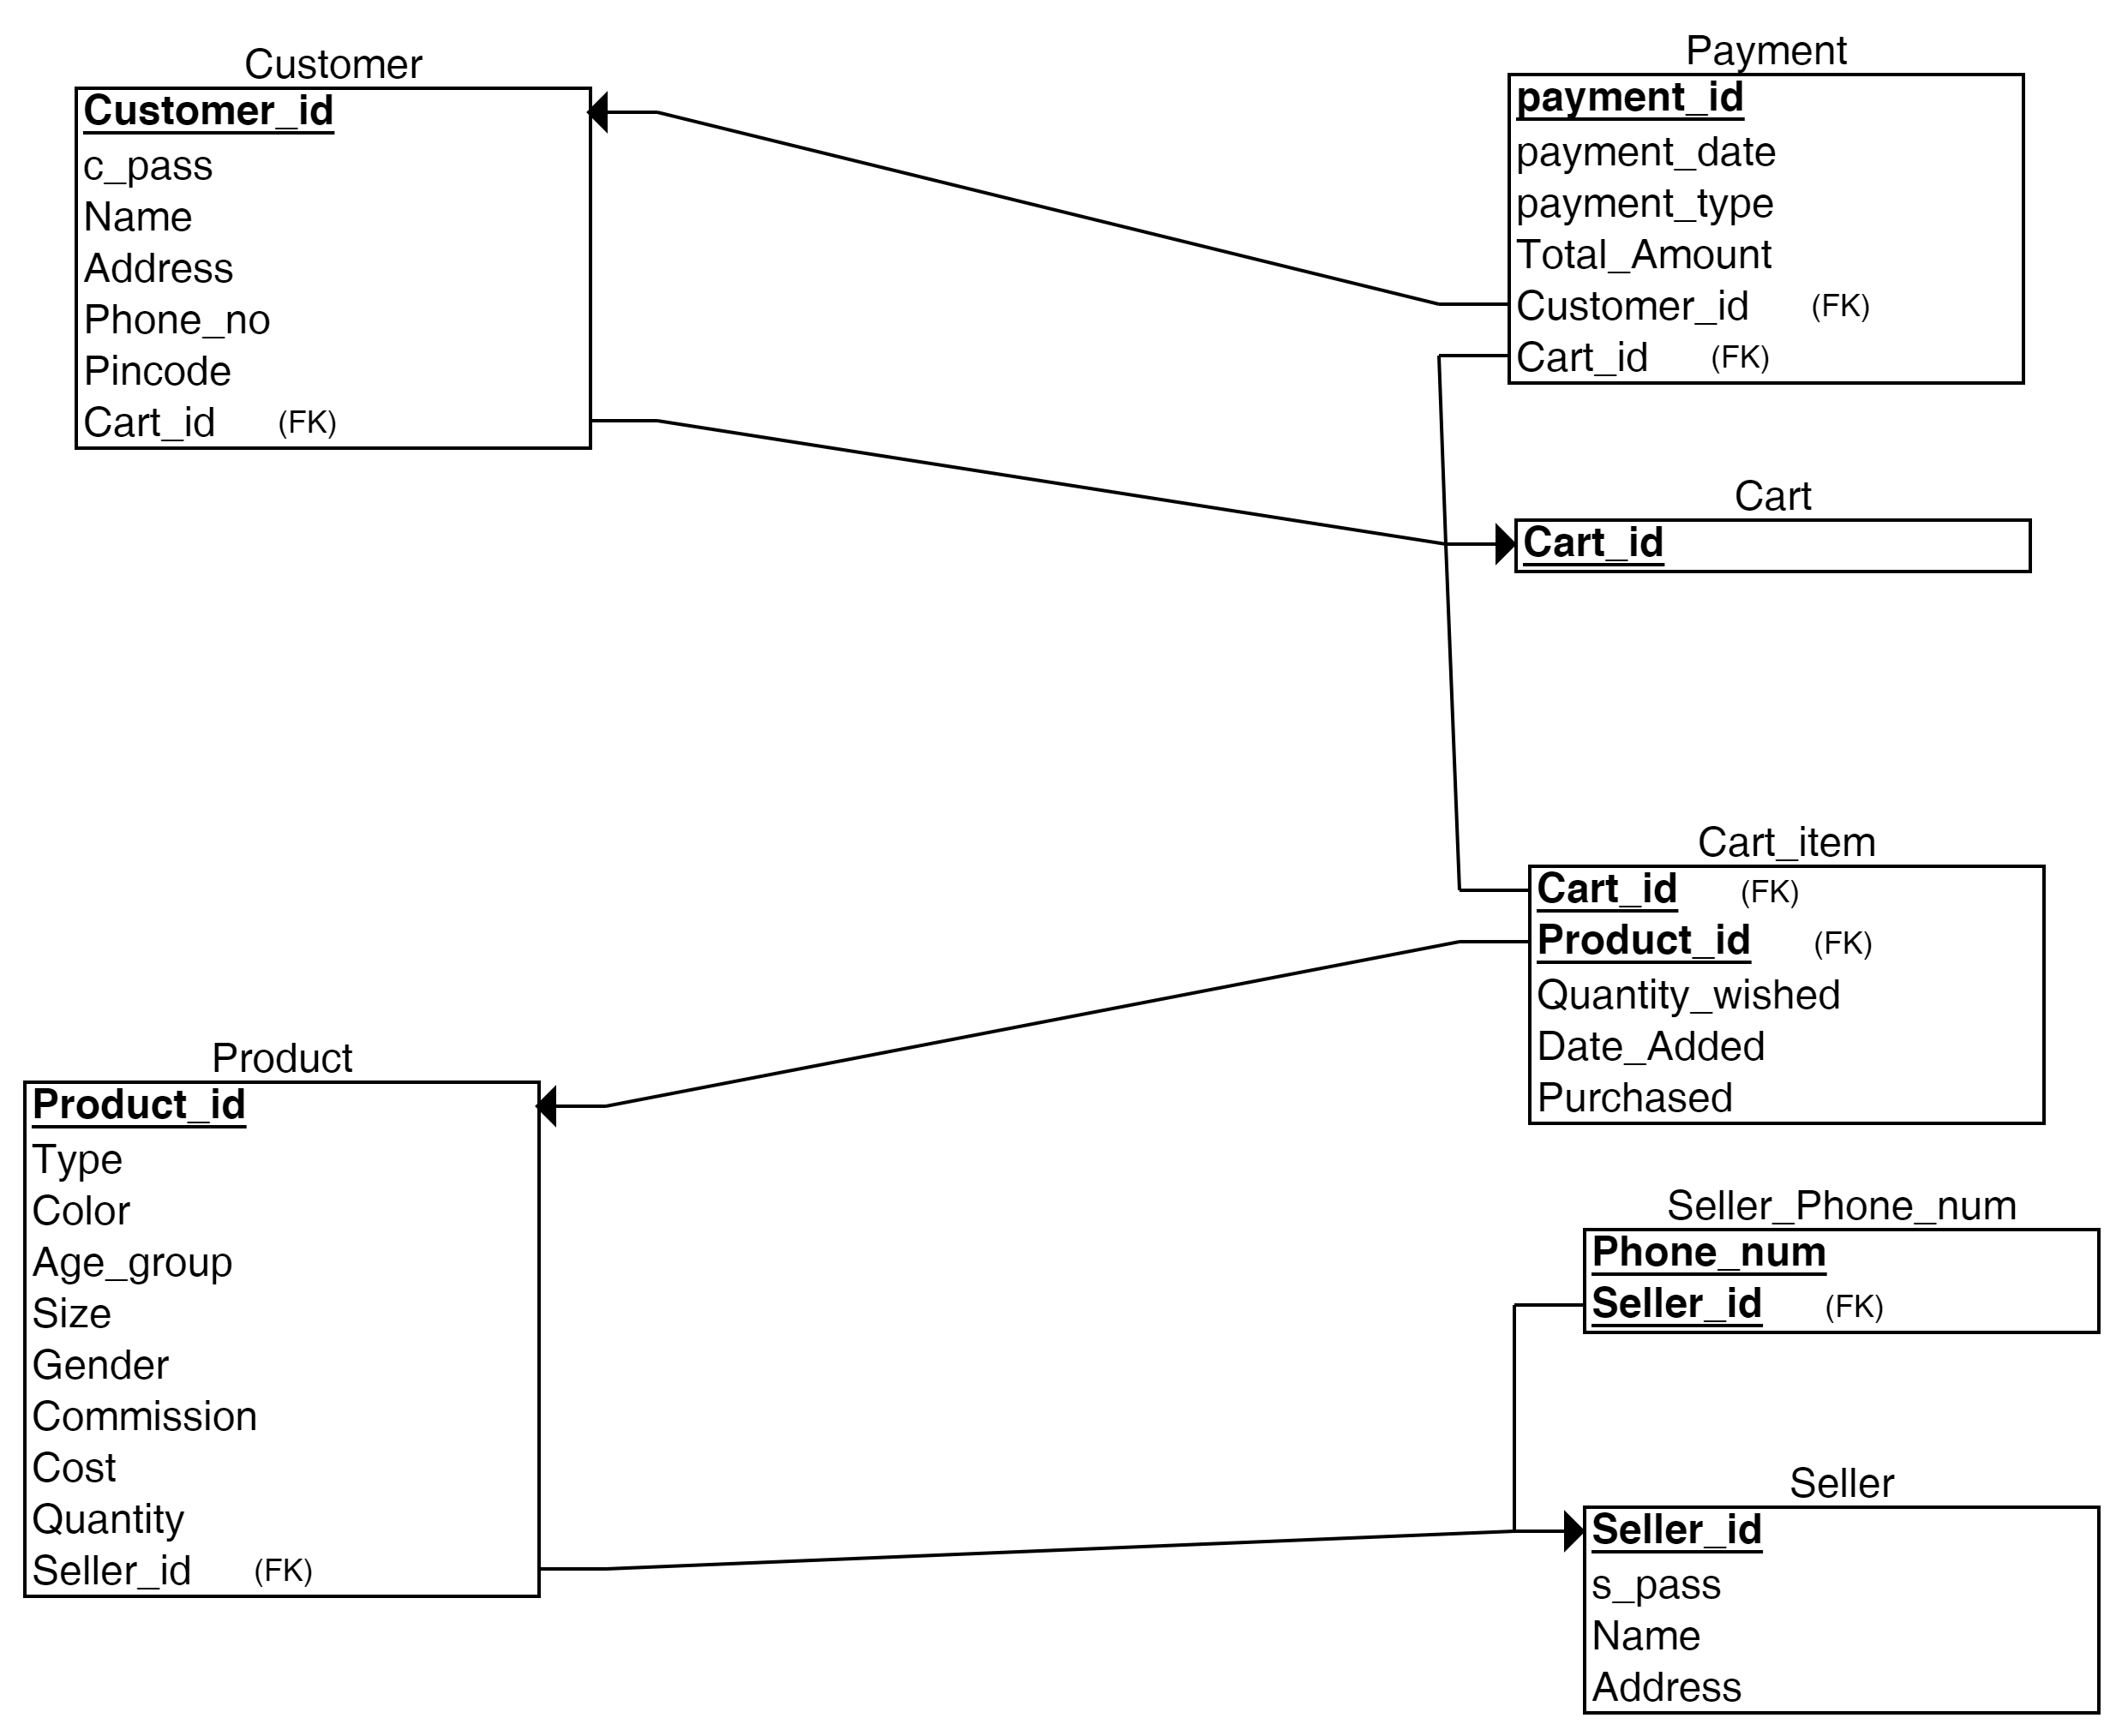 Customer
Customer_id
c_pass
Name
Address
Phone_no
Pincode
Cart_id (FK)
Payment
payment_id
payment_date
payment_type
Total_Amount
Customer_id (FK)
Cart_id (FK)
Cart
Cart_id
Cart_item
Cart_id (FK)
Product_id (FK)
Quantity_wished
Date_Added
Purchased
Product
Product_id
Type
Color
Age_group
Size
Gender
Commission
Cost
Quantity
Seller_id (FK)
Seller_Phone_num
Phone_num
Seller_id (FK)
Seller
Seller_id
s_pass
Name
Address